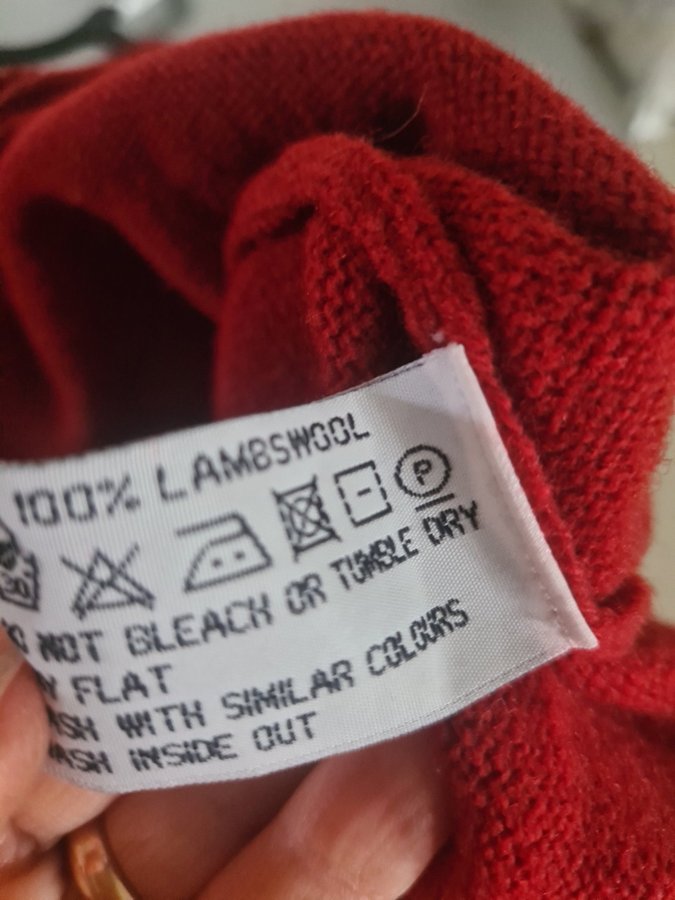 100% LAMBSWOOL
P
NOT BLEACH OR TUMBLE DRY
FLAT
WITH SIMILAR COLOURS
INSIDE OUT